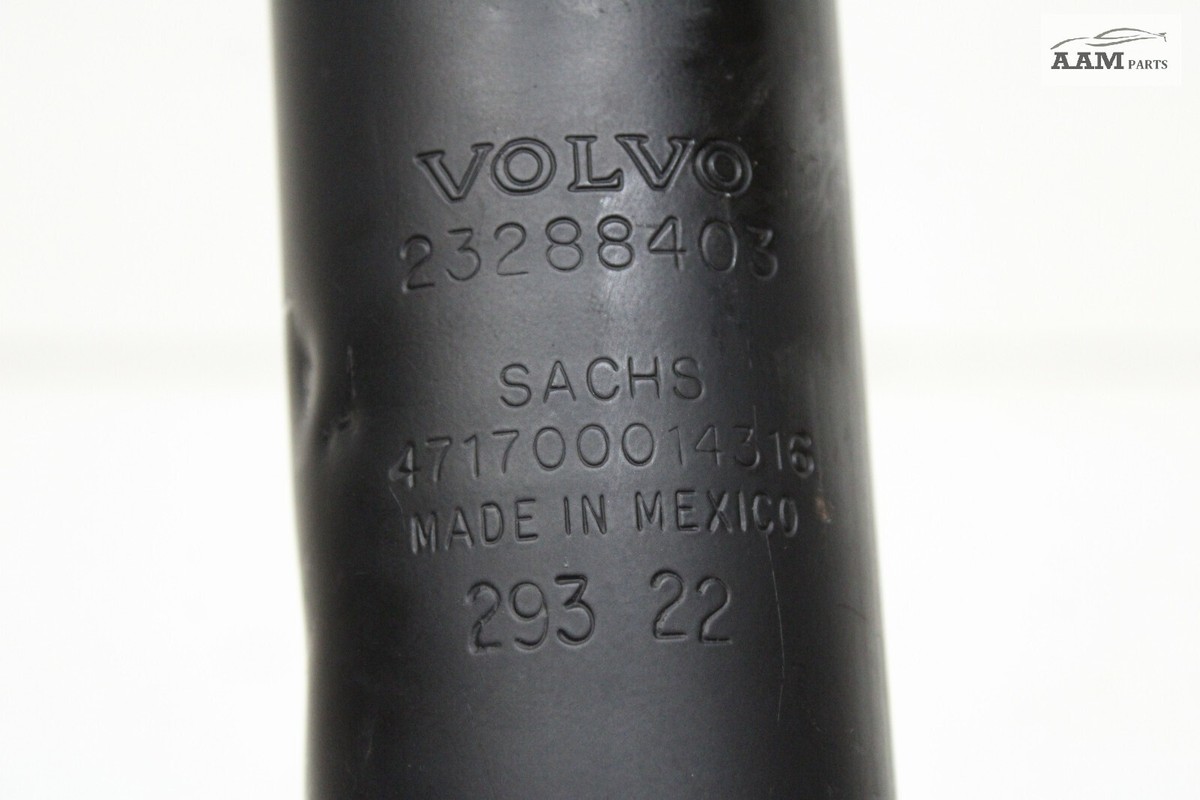 AAM PARTS
VOLVO
23288403
SACHS
471700014316
MADE IN MEXICO
293 22